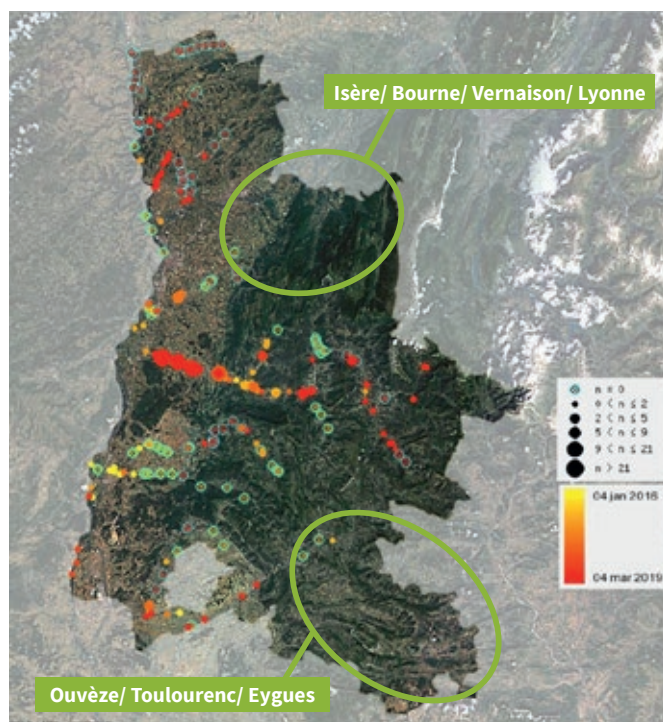 Isère/ Bourne/ Vernaison/ Lyonne
n = 0
0 < n ≤ 2
2 < n ≤ 5
5 < n ≤ 9
9 < n ≤ 21
n > 21
04 jan 2016
04 mar 2019
Ouvèze/ Toulourenc/ Eygues